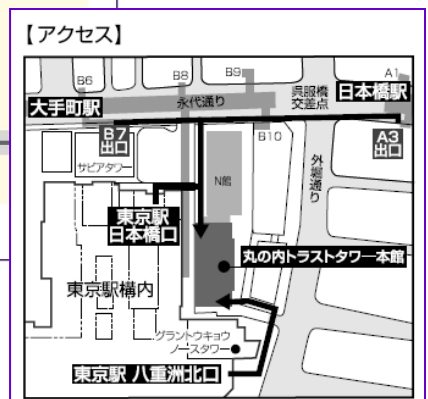 【アクセス】
B6
B8
B9
A1
大手町駅
永代通り
呉服橋
交差点
日本橋駅
B7
出口
B10
A3
出口
サピアタワー
N館
外堀通り
東京駅
日本橋口
丸の内トラストタワー本館
東京駅構内
グラントウキョウ
ノースタワー
東京駅 八重洲北口